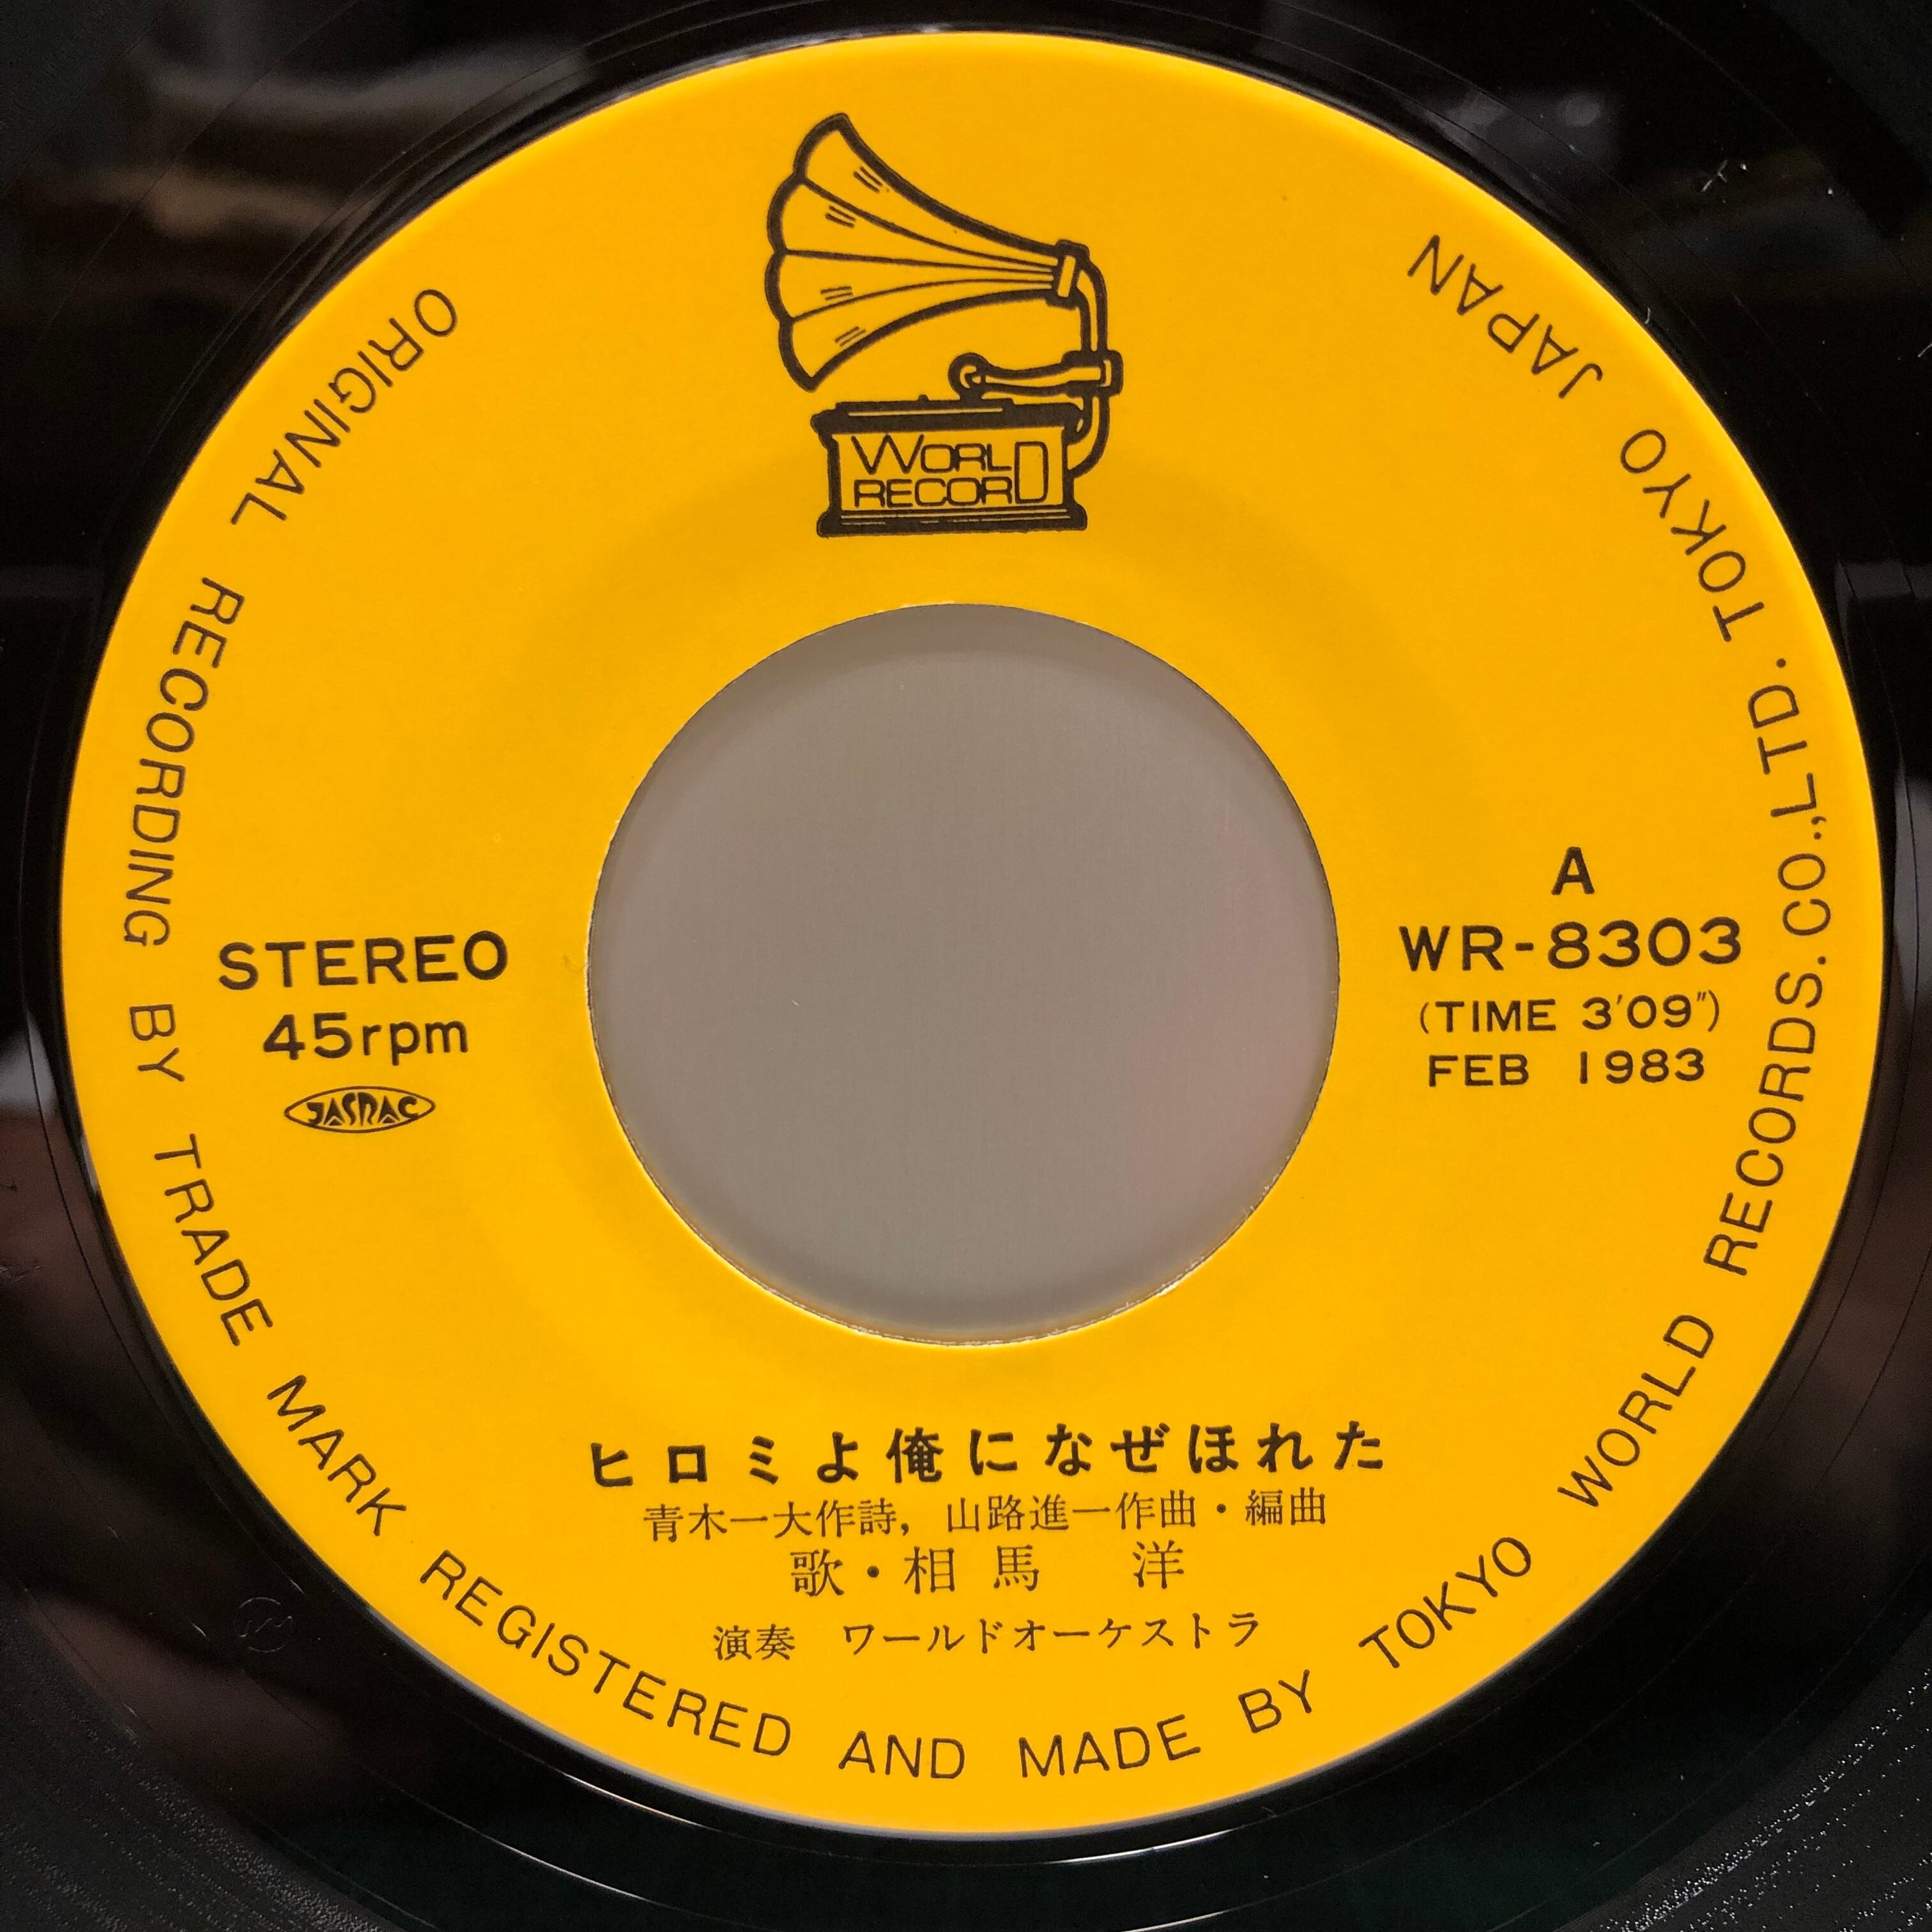 WORLD
RECORD
ORIGINAL RECORDING BY TRADE MARK REGISTERED AND MADE BY TOKYO WORLD RECORDS.CO.,LTD. TOKYO JAPAN
STEREO
45rpm
JASRAC
A
WR-8303
(TIME 3′09″)
FEB 1983
ヒロミよ俺になぜほれた
青木一大作詩，山路進一作曲・編曲
歌・相馬 洋
演奏 ワールドオーケストラ